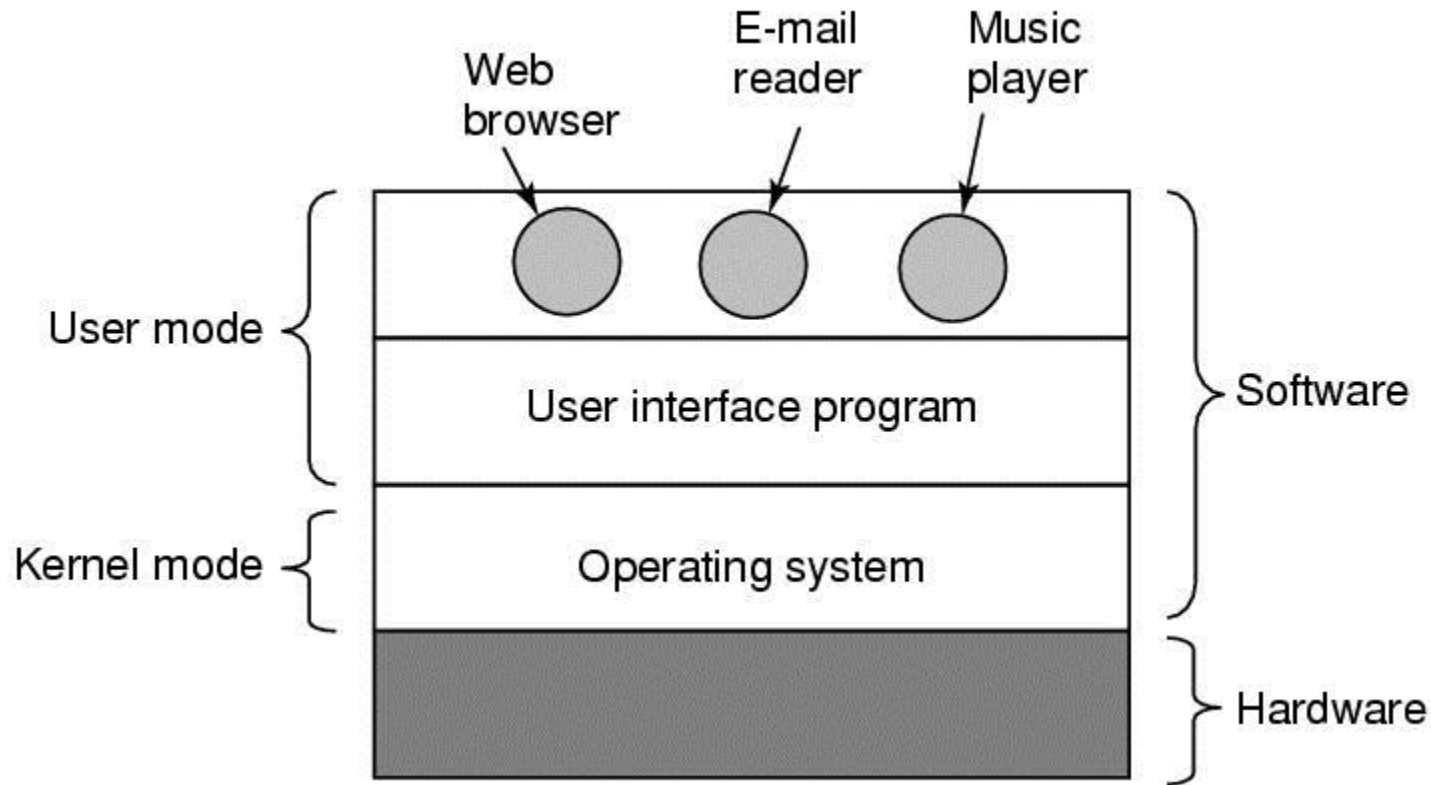 Web
browser
E-mail
reader
Music
player
User mode
User interface program
Software
Kernel mode
Operating system
Hardware